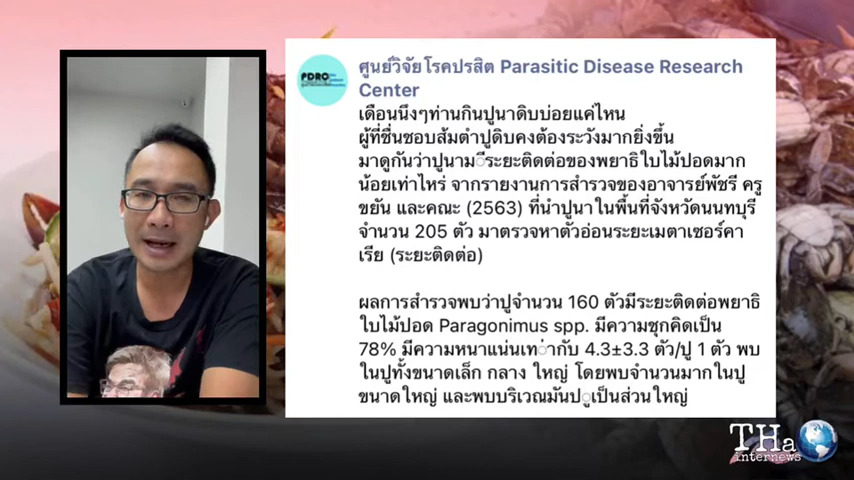 PDRC
ศูนย์วิจัยโรคปรสิต Parasitic Disease Research
Center
เดือนนึงๆท่านกินปูนาดิบบ่อยแค่ไหน
ผู้ที่ชื่นชอบส้มตำปูดิบคงต้องระวังมากยิ่งขึ้น
มาดูกันว่าปูนามีระยะติดต่อของพยาธิใบไม้ปอดมาก
น้อยเท่าไหร่ จากรายงานการสำรวจของอาจารย์พัชรี ครู
ขยัน และคณะ (2563) ที่นำปูนาในพื้นที่จังหวัดนนทบุรี
จำนวน 205 ตัว มาตรวจหาตัวอ่อนระยะเมตาเซอร์คา
เรีย (ระยะติดต่อ)
ผลการสำรวจพบว่าปูจำนวน 160 ตัวมีระยะติดต่อพยาธิ
ใบไม้ปอด Paragonimus spp. มีความชุกคิดเป็น
78% มีความหนาแน่นเท่ากับ 4.3±3.3 ตัว/ปู 1 ตัว พบ
ในปูทั้งขนาดเล็ก กลาง ใหญ่ โดยพบจำนวนมากในปู
ขนาดใหญ่ และพบบริเวณมันปูเป็นส่วนใหญ่
THa
internews